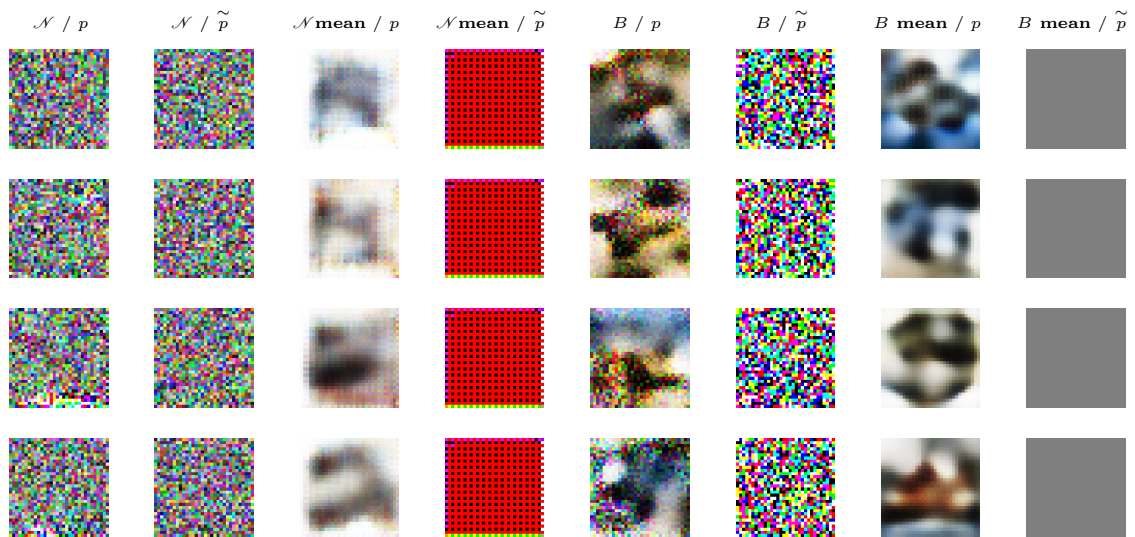 𝒩 / p 𝒩 / p̃ 𝒩 mean / p 𝒩 mean / p̃ B / p B / p̃ B mean / p B mean / p̃